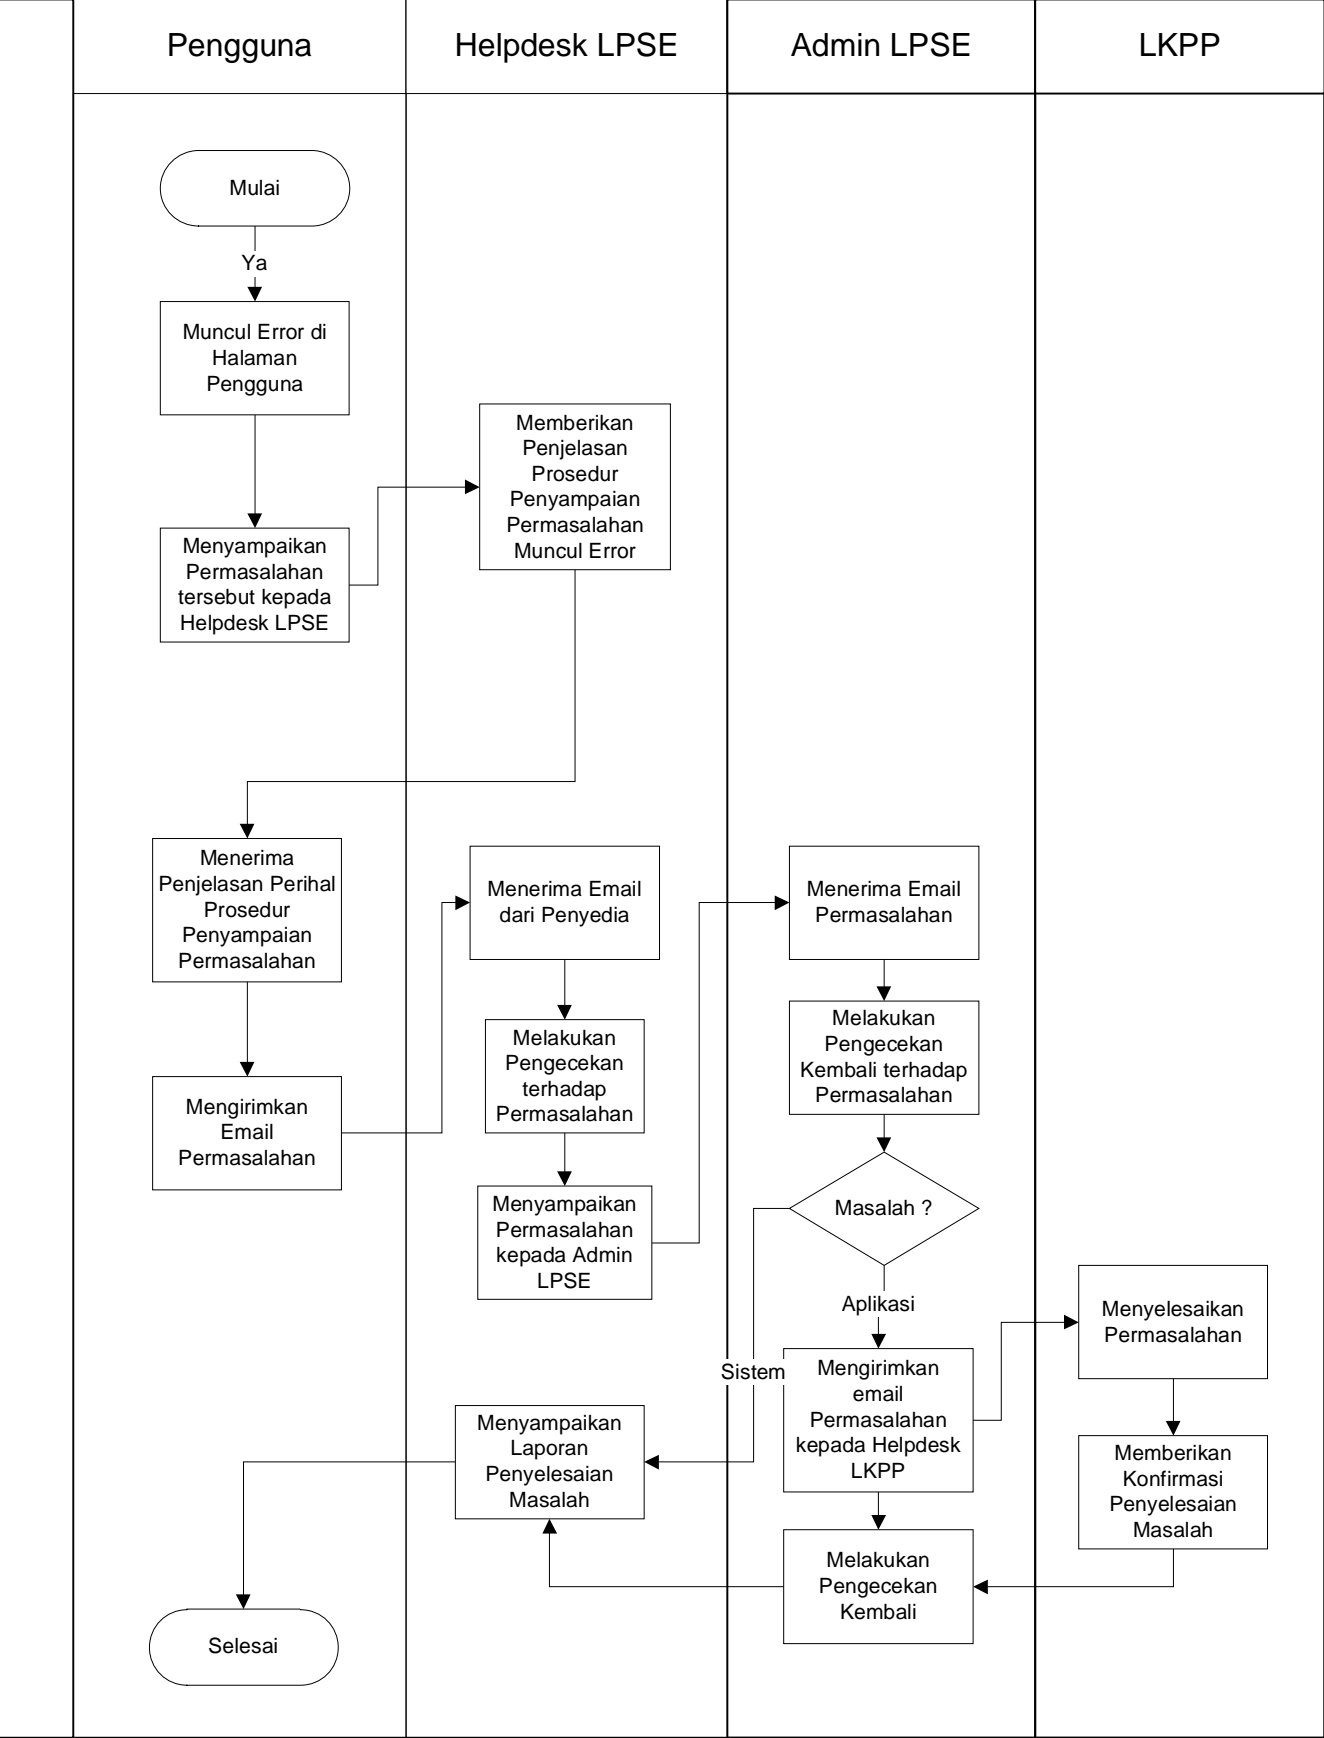 Pengguna
Helpdesk LPSE
Admin LPSE
LKPP
Mulai
Ya
Muncul Error di
Halaman
Pengguna
Menyampaikan
Permasalahan
tersebut kepada
Helpdesk LPSE
Memberikan
Penjelasan
Prosedur
Penyampaian
Permasalahan
Muncul Error
Menerima
Penjelasan Perihal
Prosedur
Penyampaian
Permasalahan
Mengirimkan
Email
Permasalahan
Menerima Email
dari Penyedia
Melakukan
Pengecekan
terhadap
Permasalahan
Menyampaikan
Permasalahan
kepada Admin
LPSE
Menerima Email
Permasalahan
Melakukan
Pengecekan
Kembali terhadap
Permasalahan
Masalah ?
Aplikasi
Sistem
Mengirimkan
email
Permasalahan
kepada Helpdesk
LKPP
Menyelesaikan
Permasalahan
Memberikan
Konfirmasi
Penyelesaian
Masalah
Melakukan
Pengecekan
Kembali
Menyampaikan
Laporan
Penyelesaian
Masalah
Selesai